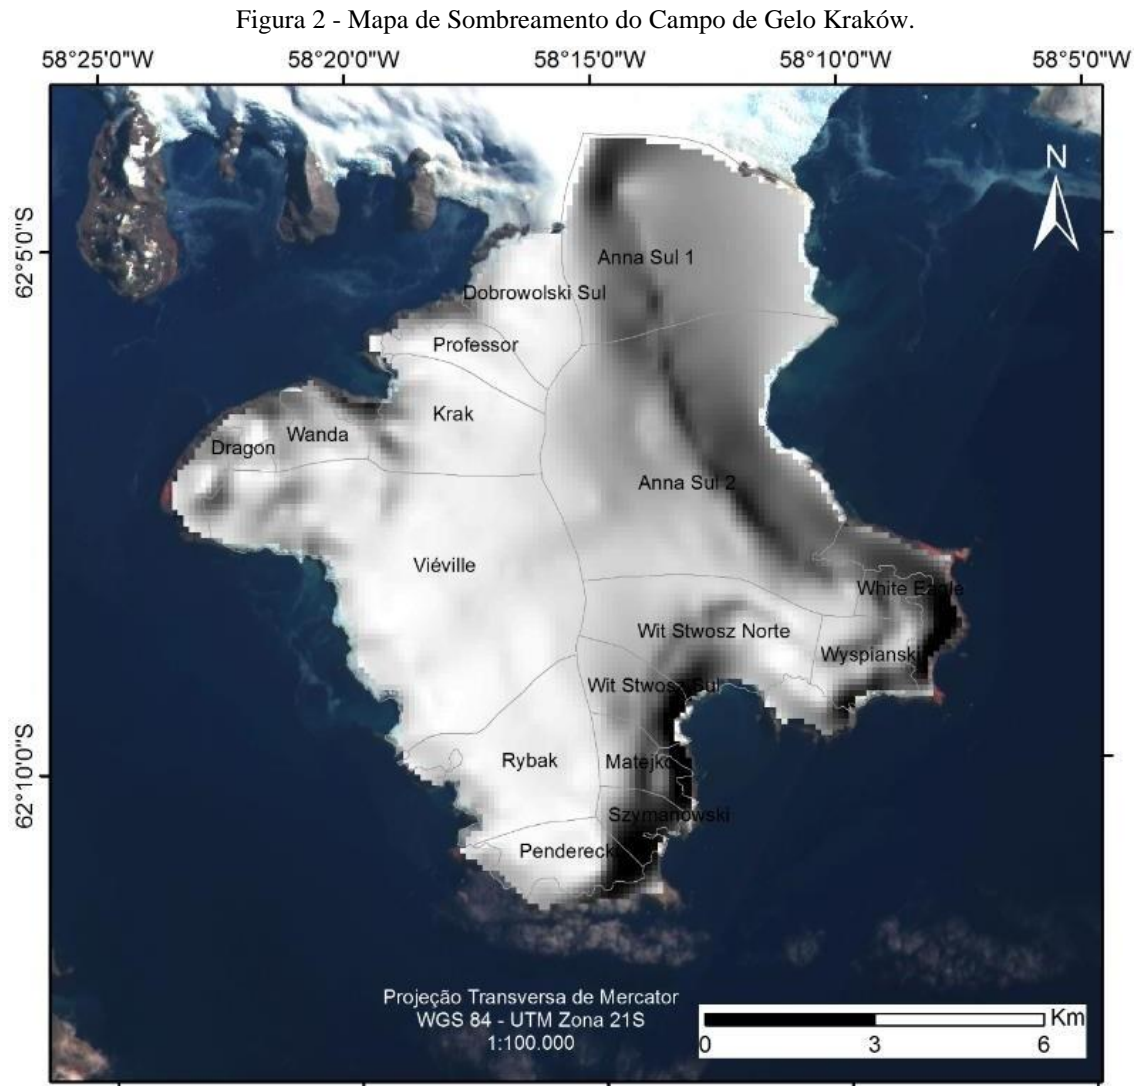 Figura 2 - Mapa de Sombreamento do Campo de Gelo Kraków.
58°25'0"W 58°20'0"W 58°15'0"W 58°10'0"W 58°5'0"W
N
62°5'0"S
Anna Sul 1
Dobrowolski Sul
Professor
Krak
Wanda
Dragon
Anna Sul 2
Viéville
White Eagle
Wit Stwosz Norte
Wyspianski
Wit Stwosz Sul
62°10'0"S
Rybak
Matejko
Szymanowski
Penderecki
Projeção Transversa de Mercator
WGS 84 - UTM Zona 21S
1:100.000
Km
0 3 6